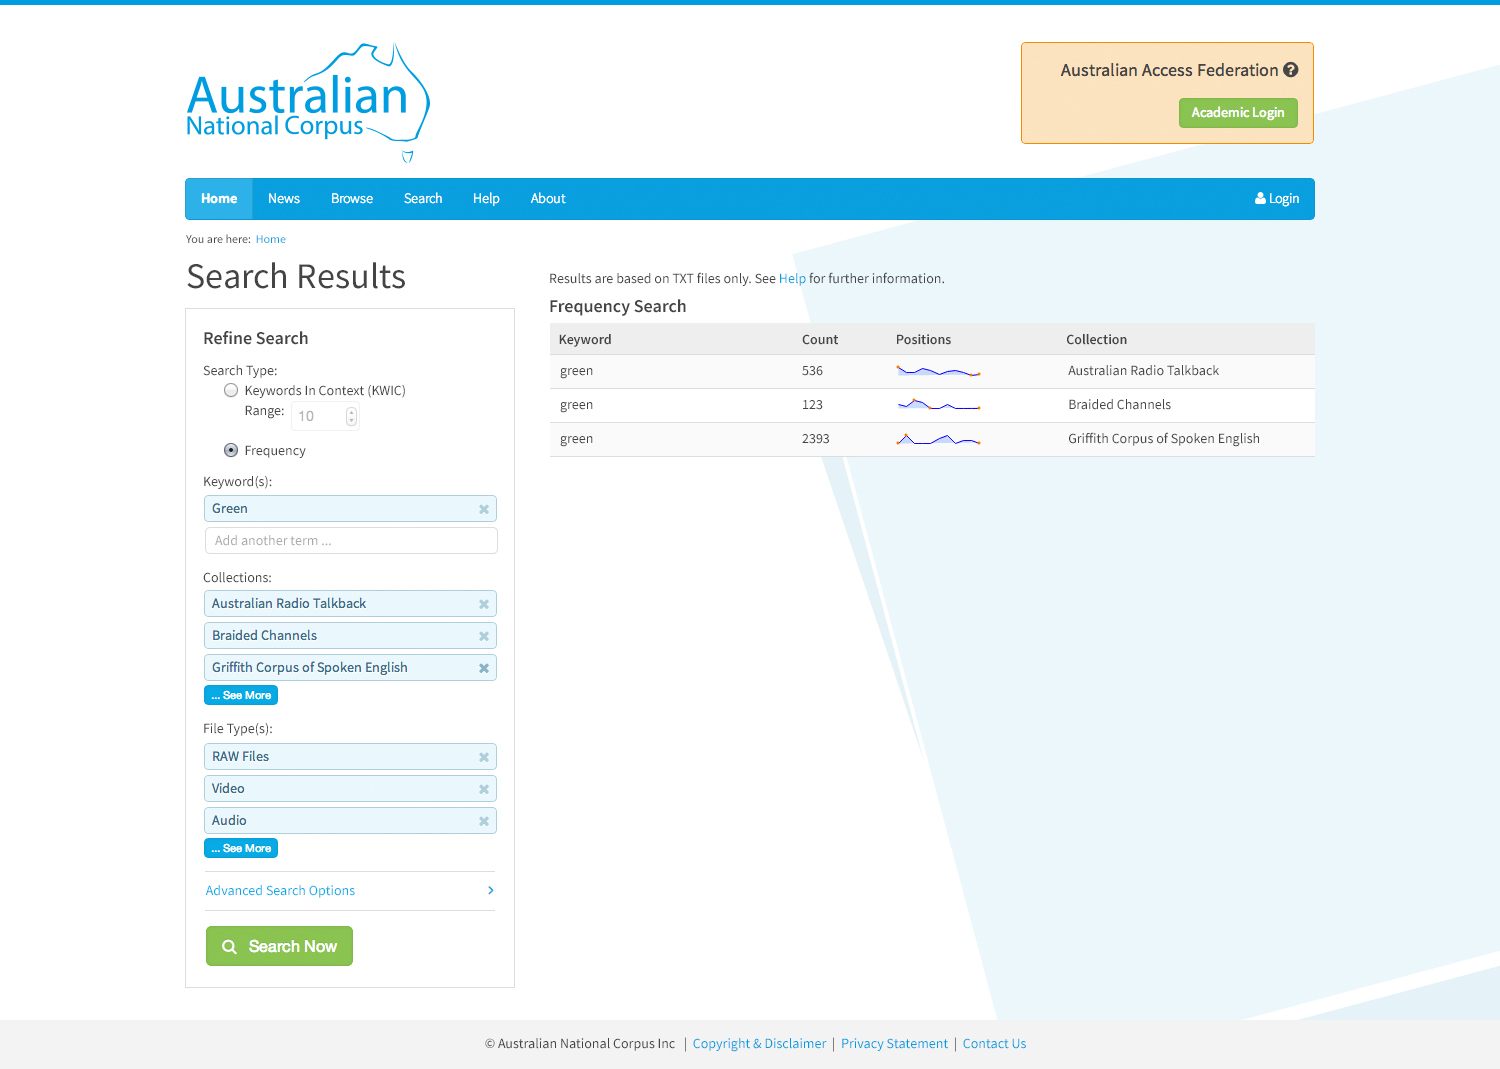 Australian
National Corpus
Australian Access Federation
Academic Login
Home News Browse Search Help About Login
You are here: Home
Search Results
Refine Search
Search Type:
Keywords In Context (KWIC)
Range: 10
Frequency
Keyword(s):
Green
Add another term ...
Collections:
Australian Radio Talkback
Braided Channels
Griffith Corpus of Spoken English
... See More
File Type(s):
RAW Files
Video
Audio
... See More
Advanced Search Options
Search Now
Results are based on TXT files only. See Help for further information.
Frequency Search
Keyword Count Positions Collection
green 536 Australian Radio Talkback
green 123 Braided Channels
green 2393 Griffith Corpus of Spoken English
© Australian National Corpus Inc | Copyright & Disclaimer | Privacy Statement | Contact Us